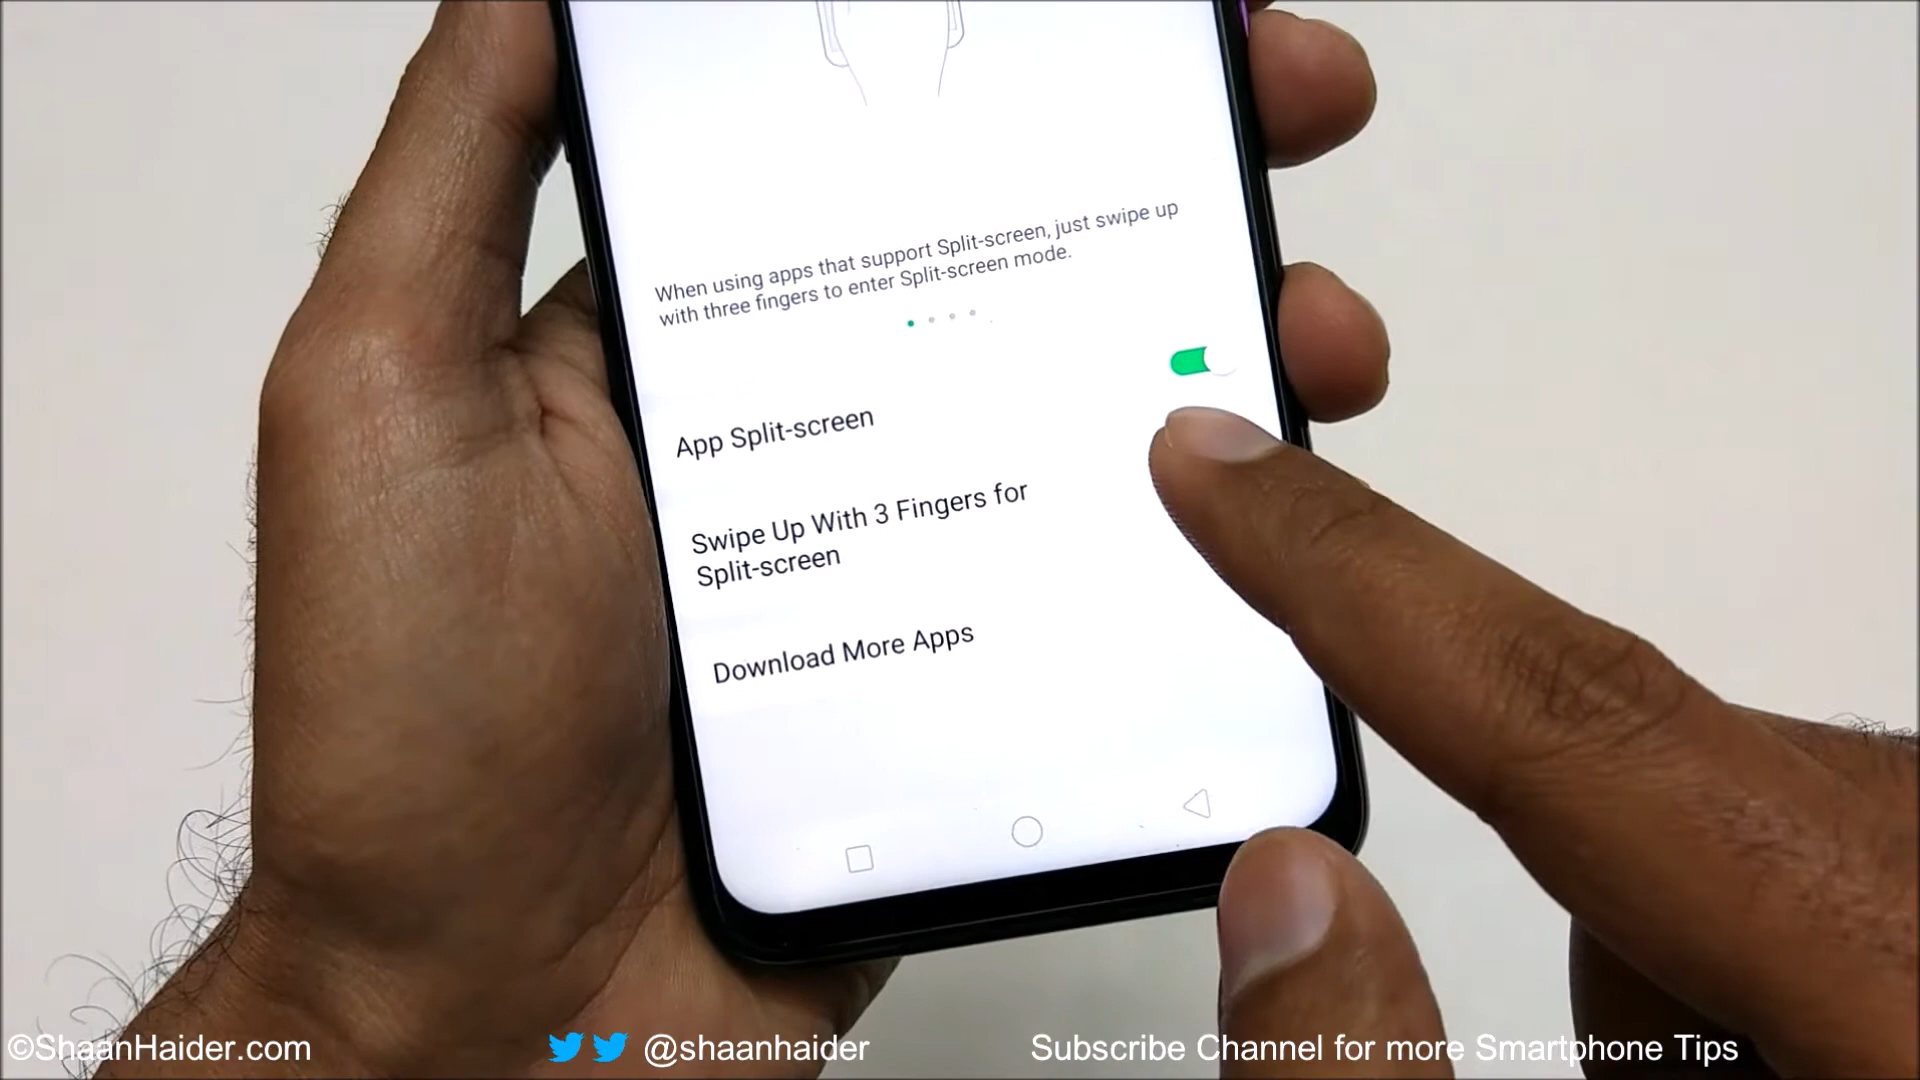 When using apps that support Split-screen, just swipe up
with three fingers to enter Split-screen mode.
App Split-screen
Swipe Up With 3 Fingers for
Split-screen
Download More Apps
©ShaanHaider.com
@shaanhaider
Subscribe Channel for more Smartphone Tips